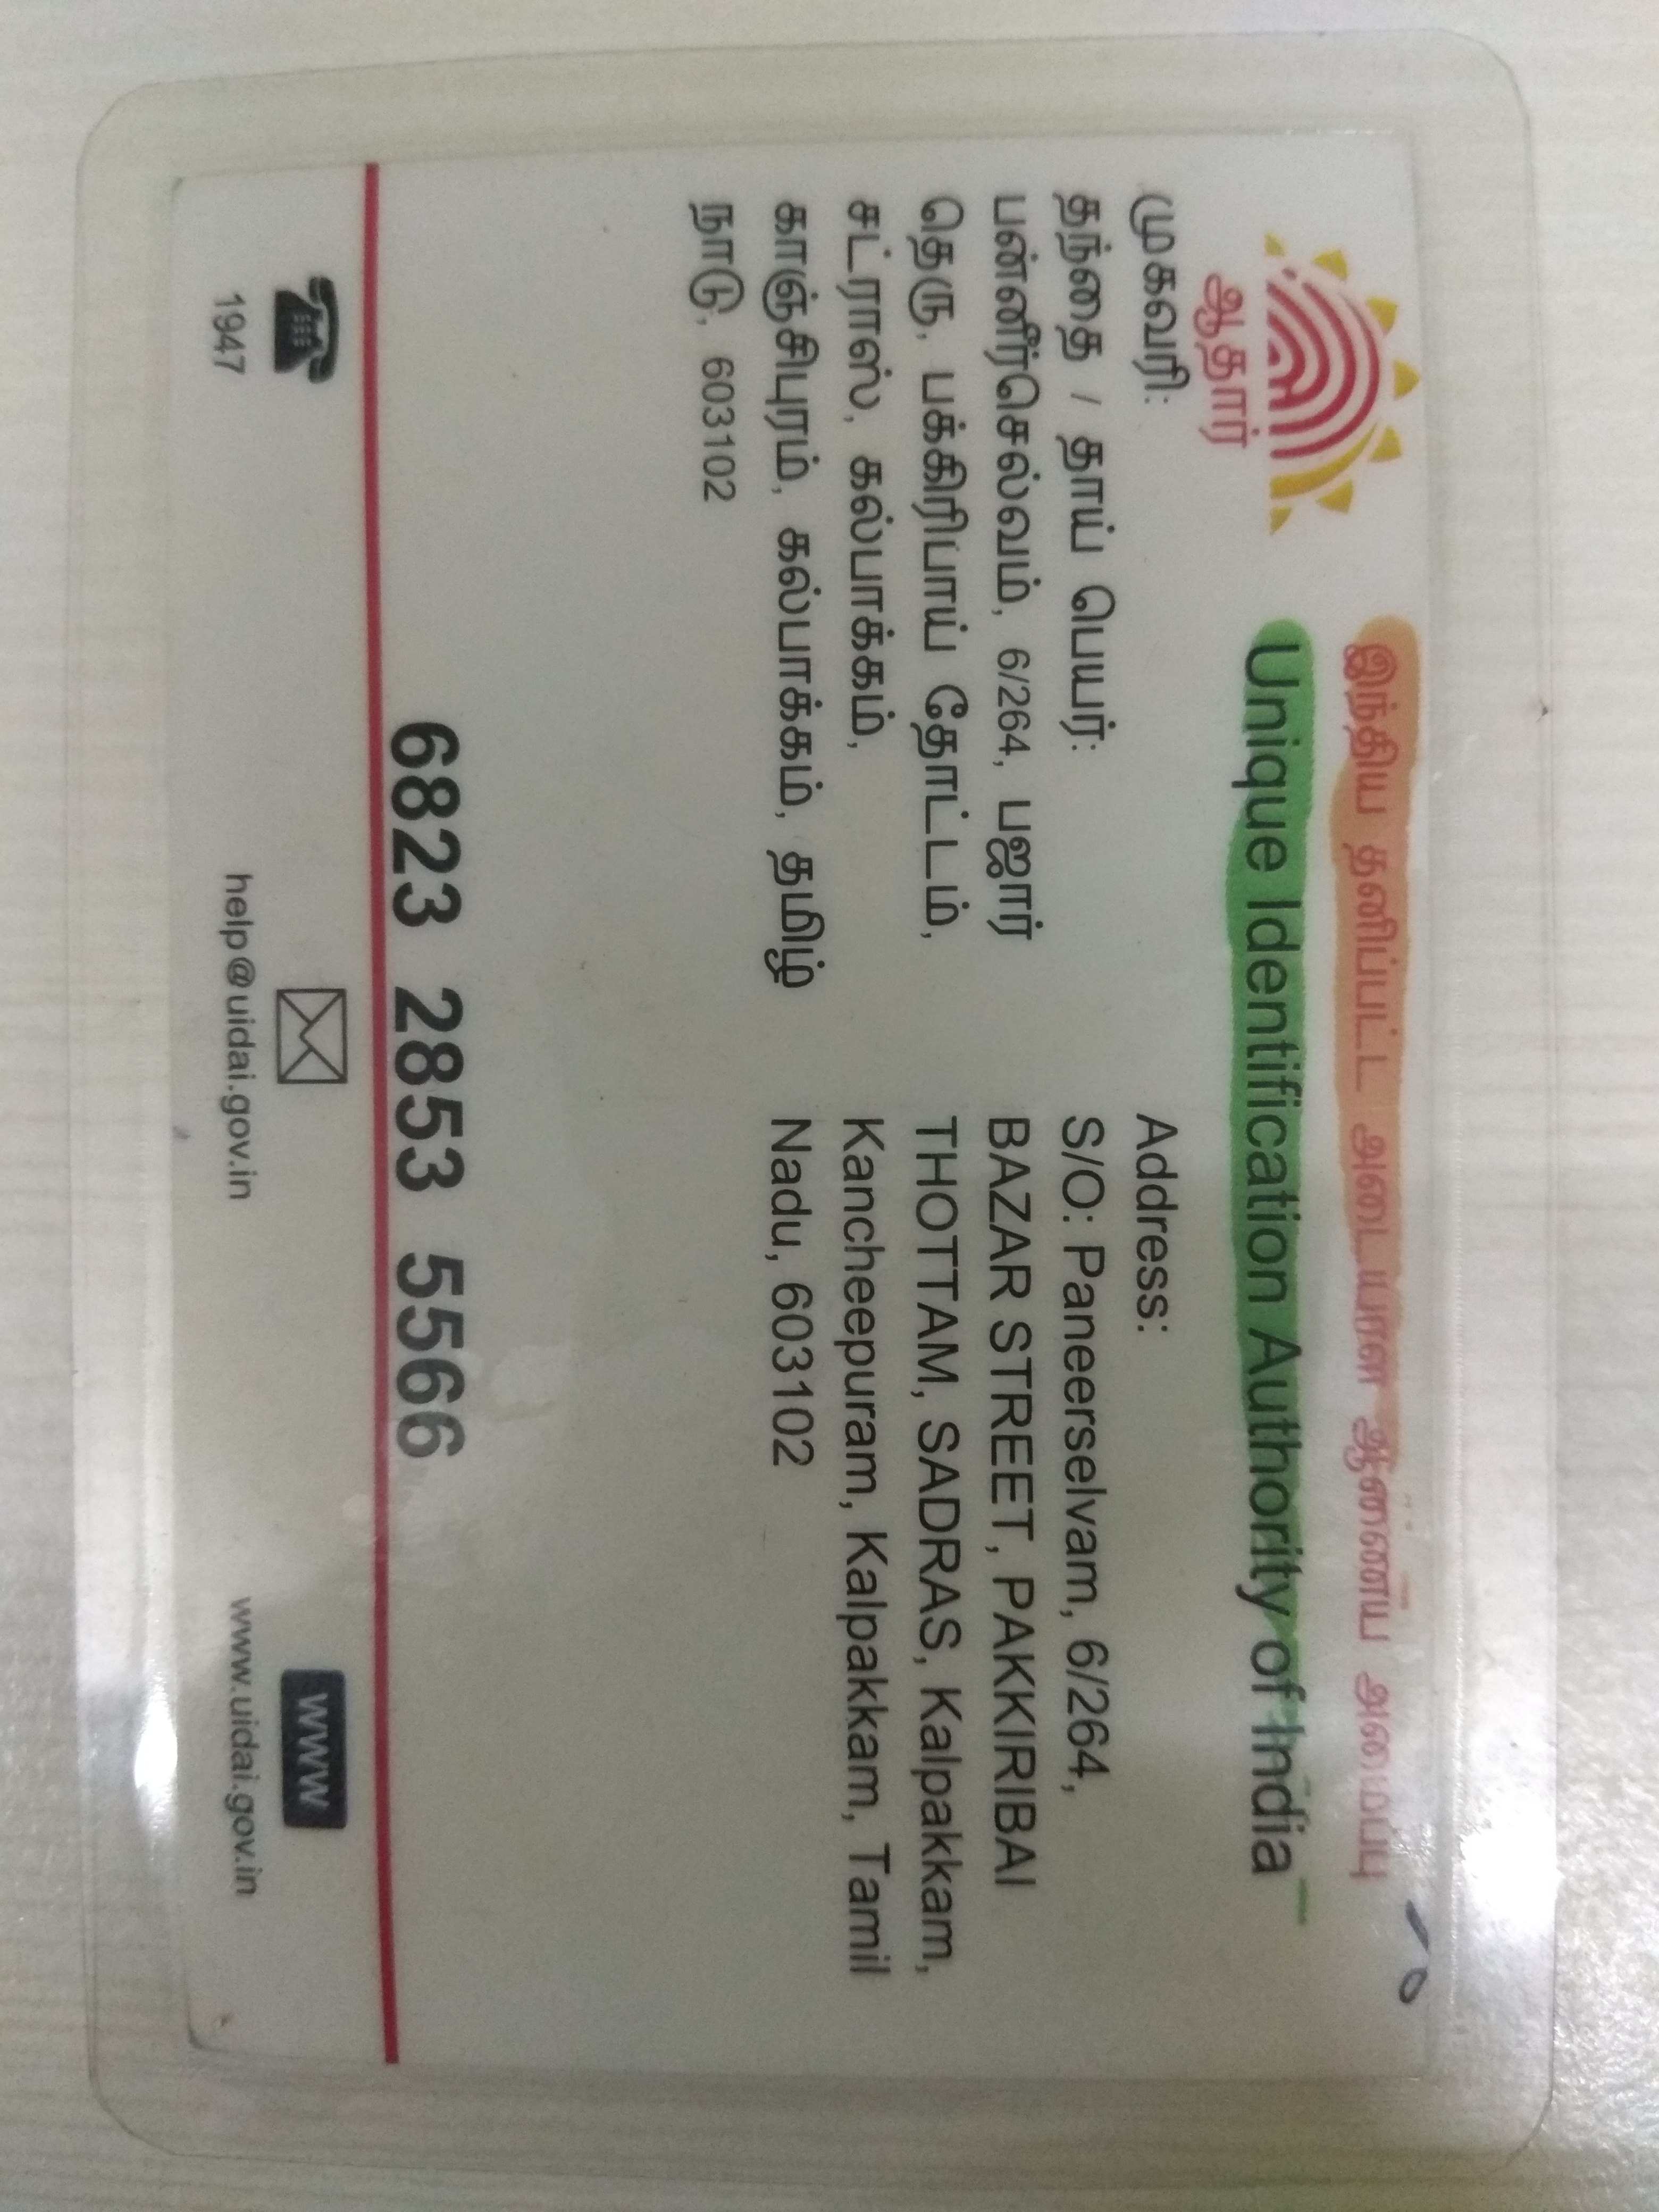 இந்திய தனிப்பட்ட அடையாள ஆணைய அமைப்பு
Unique Identification Authority of India
ஆதார்
முகவரி:
தந்தை / தாய் பெயர்:
பன்னீர்செல்வம், 6/264, பஜார்
தெரு, பக்கிரிபாய் தோட்டம்,
சட்ராஸ், கல்பாக்கம்,
காஞ்சிபுரம், கல்பாக்கம், தமிழ்
நாடு, 603102
Address:
S/O: Paneerselvam, 6/264,
BAZAR STREET, PAKKIRIBAI
THOTTAM, SADRAS, Kalpakkam,
Kancheepuram, Kalpakkam, Tamil
Nadu, 603102
6823 2853 5566
1947
help@uidai.gov.in
WWW
www.uidai.gov.in